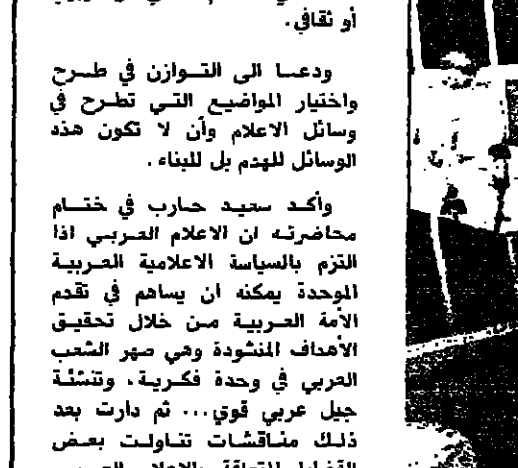 أو ثقافي .
ودعا الى التوازن في طرح
واختيار المواضيع التي تطرح في
وسائل الاعلام وأن لا تكون هذه
الوسائل للهدم بل للبناء .
وأكد سعيد حارب في ختام
محاضرته ان الاعلام العربي اذا
التزم بالسياسة الاعلامية العربية
الموحدة يمكنه ان يساهم في تقدم
الأمة العربية من خلال تحقيق
الأهداف المنشودة وهي صهر الشعب
العربي في وحدة فكرية ، وتنشئة
جيل عربي قوي ... ثم دارت بعد
ذلك مناقشات تناولت بعض